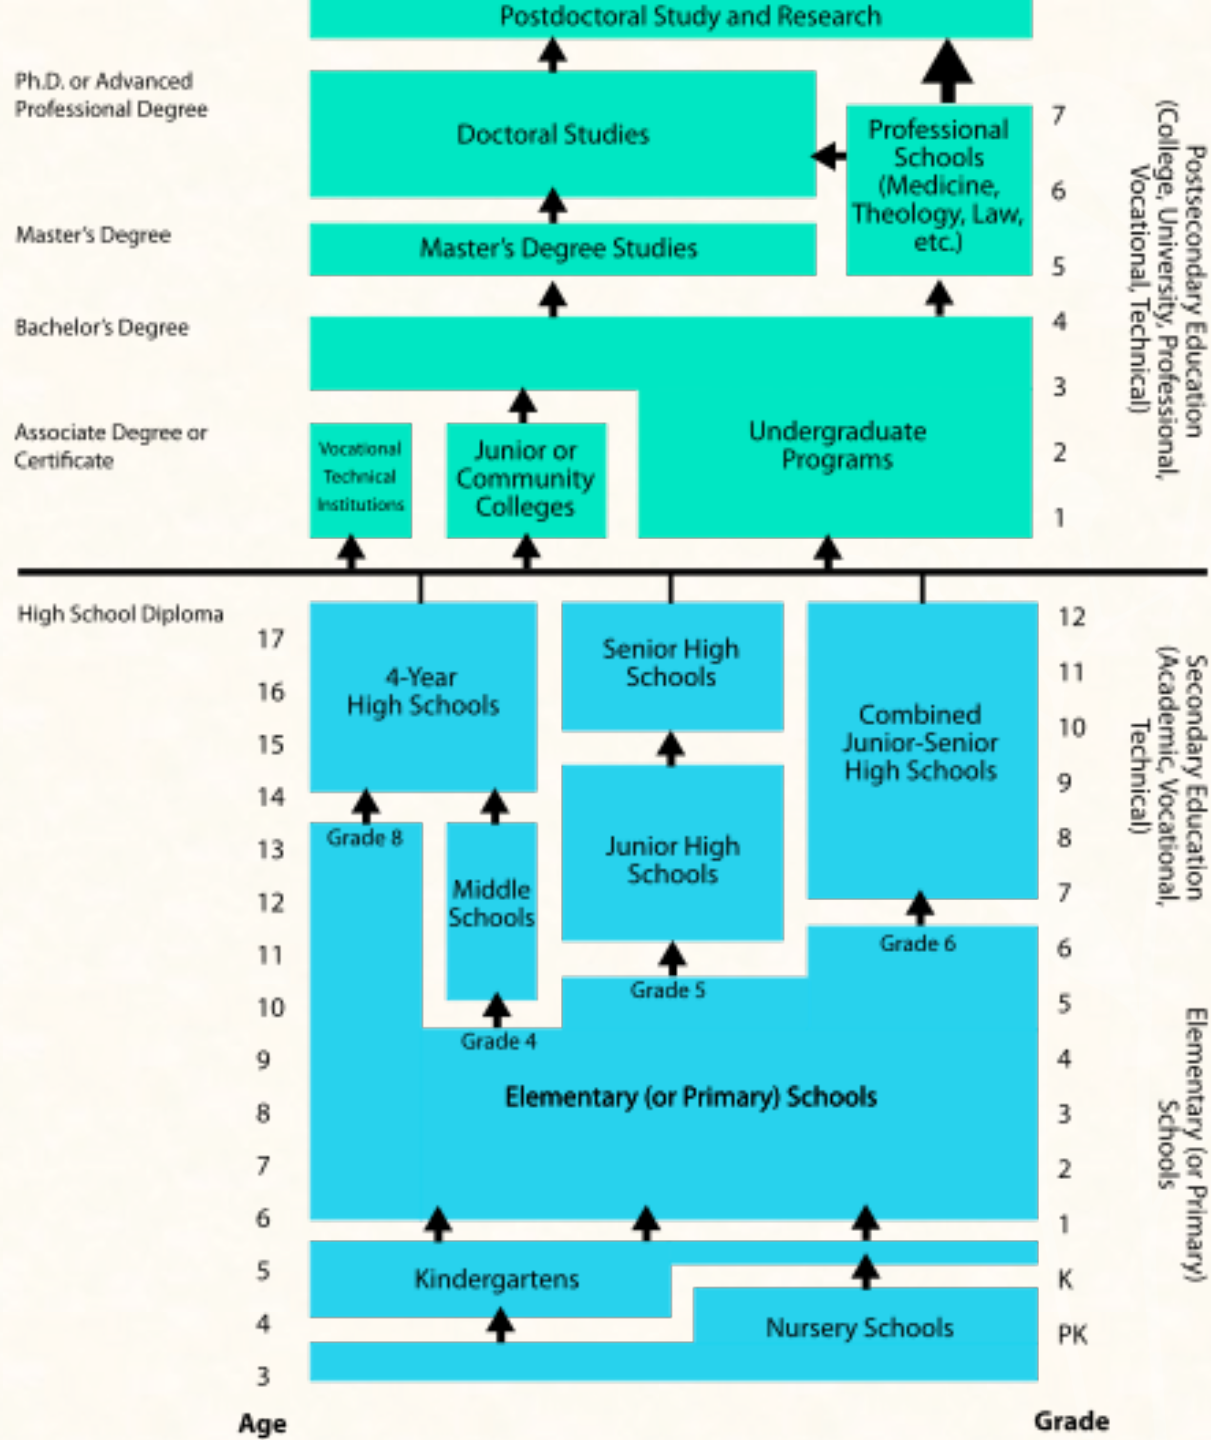 Postdoctoral Study and Research
Ph.D. or Advanced
Professional Degree
Doctoral Studies
Professional
Schools
(Medicine,
Theology, Law,
etc.)
7
6
5
Master's Degree
Master's Degree Studies
Bachelor's Degree
4
3
2
1
Associate Degree or
Certificate
Vocational
Technical
Institutions
Junior or
Community
Colleges
Undergraduate
Programs
Postsecondary Education
(College, University, Professional,
Vocational, Technical)
High School Diploma
17
16
15
14
13
12
11
10
9
8
7
6
5
4
3
Age
4-Year
High Schools
Senior High
Schools
Combined
Junior-Senior
High Schools
Grade 8
Middle
Schools
Junior High
Schools
Grade 6
Grade 5
Grade 4
Elementary (or Primary) Schools
Kindergartens
Nursery Schools
12
11
10
9
8
7
6
5
4
3
2
1
K
PK
Grade
Secondary Education
(Academic, Vocational,
Technical)
Elementary (or Primary)
Schools